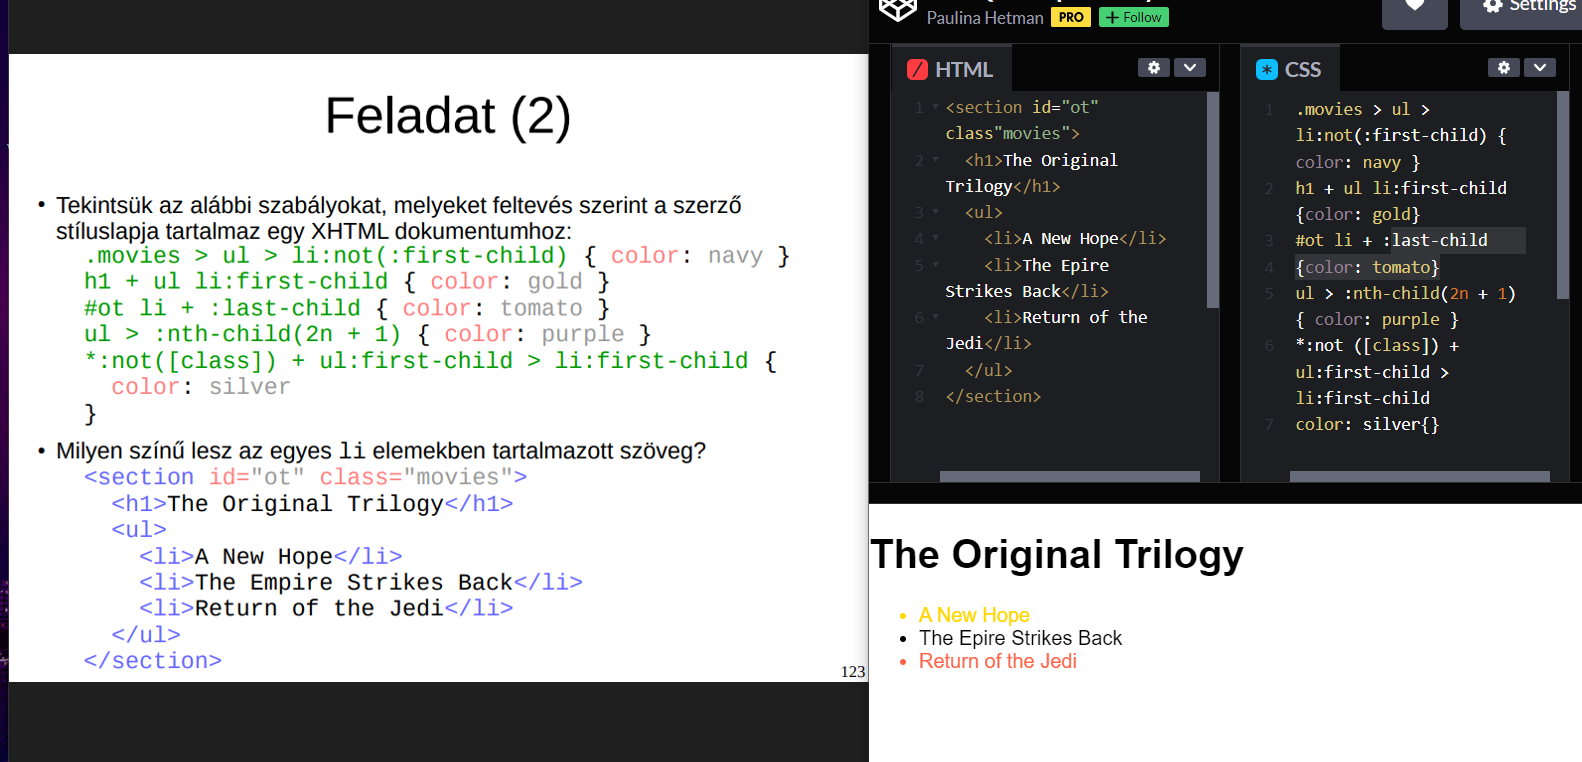 Feladat (2)
• Tekintsük az alábbi szabályokat, melyeket feltevés szerint a szerző
stíluslapja tartalmaz egy XHTML dokumentumhoz:
.movies > ul > li:not(:first-child) { color: navy }
h1 + ul li:first-child { color: gold }
#ot li + :last-child { color: tomato }
ul > :nth-child(2n + 1) { color: purple }
*:not([class]) + ul:first-child > li:first-child {
color: silver
}
• Milyen színű lesz az egyes li elemekben tartalmazott szöveg?
<section id="ot" class="movies">
<h1>The Original Trilogy</h1>
<ul>
<li>A New Hope</li>
<li>The Empire Strikes Back</li>
<li>Return of the Jedi</li>
</ul>
</section>
123
Paulina Hetman PRO + Follow
Settings
HTML
1 <section id="ot"
class"movies">
2 <h1>The Original
Trilogy</h1>
3 <ul>
4 <li>A New Hope</li>
5 <li>The Epire
Strikes Back</li>
6 <li>Return of the
Jedi</li>
7 </ul>
8 </section>
CSS
1 .movies > ul >
li:not(:first-child) {
color: navy }
2 h1 + ul li:first-child
{color: gold}
3 #ot li + :last-child
4 {color: tomato}
5 ul > :nth-child(2n + 1)
{ color: purple }
6 *:not ([class]) +
ul:first-child >
li:first-child
7 color: silver{}
The Original Trilogy
• A New Hope
• The Epire Strikes Back
• Return of the Jedi